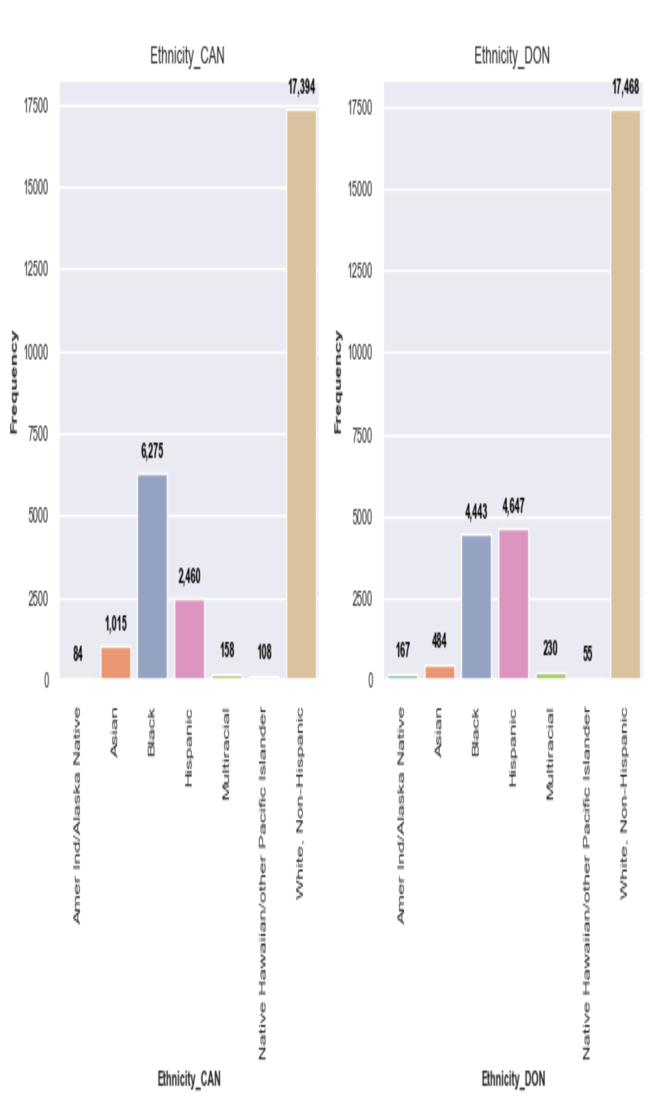 Ethnicity_CAN
17,394
17500
15000
12500
10000
7500
5000
2500
0
Frequency
84
1,015
6,275
2,460
158
108
Amer Ind/Alaska Native
Asian
Black
Hispanic
Multiracial
Native Hawaiian/other Pacific Islander
White, Non-Hispanic
Ethnicity_CAN
Ethnicity_DON
17,468
17500
15000
12500
10000
7500
5000
2500
0
Frequency
167
484
4,443
4,647
230
55
Amer Ind/Alaska Native
Asian
Black
Hispanic
Multiracial
Native Hawaiian/other Pacific Islander
White, Non-Hispanic
Ethnicity_DON